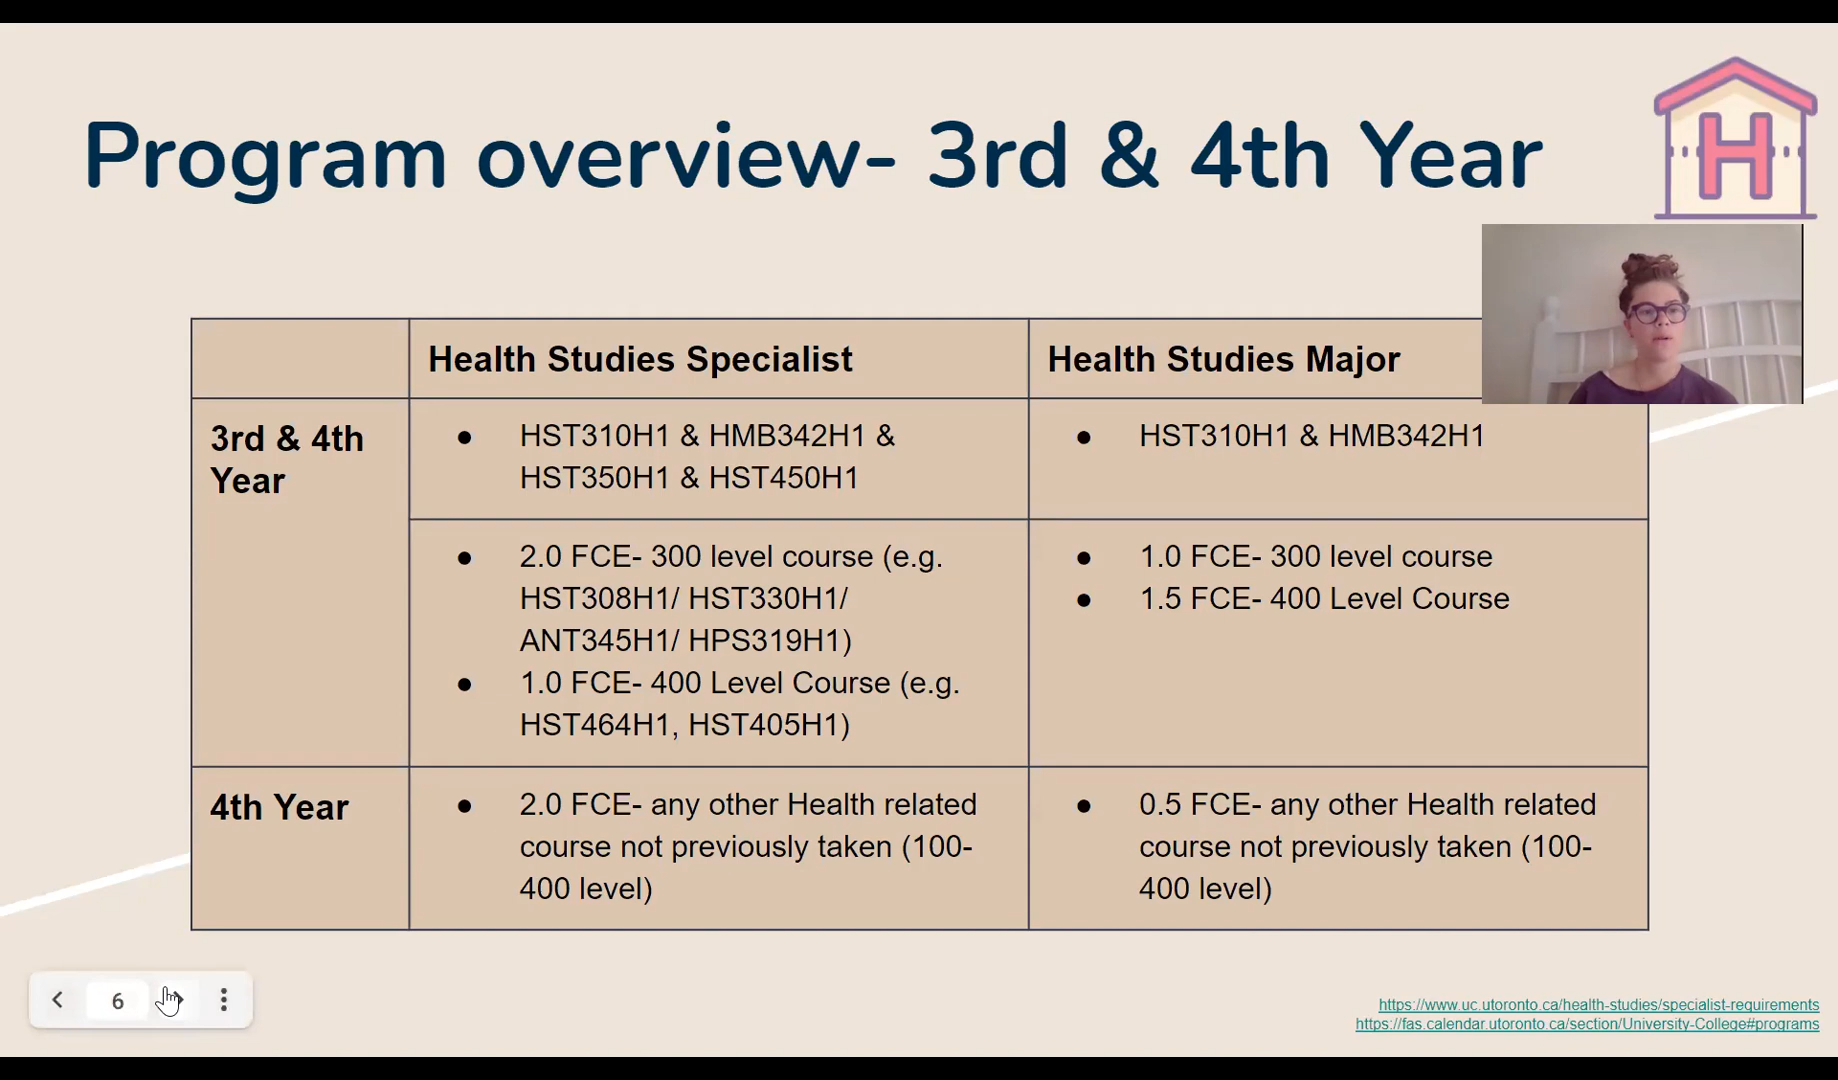 Program overview- 3rd & 4th Year
H
Health Studies Specialist
Health Studies Major
3rd & 4th
Year
● HST310H1 & HMB342H1 &
HST350H1 & HST450H1
● HST310H1 & HMB342H1
● 2.0 FCE- 300 level course (e.g.
HST308H1/ HST330H1/
ANT345H1/ HPS319H1)
● 1.0 FCE- 400 Level Course (e.g.
HST464H1, HST405H1)
● 1.0 FCE- 300 level course
● 1.5 FCE- 400 Level Course
4th Year
● 2.0 FCE- any other Health related
course not previously taken (100-
400 level)
● 0.5 FCE- any other Health related
course not previously taken (100-
400 level)
6
https://www.uc.utoronto.ca/health-studies/specialist-requirements
https://fas.calendar.utoronto.ca/section/University-College#programs